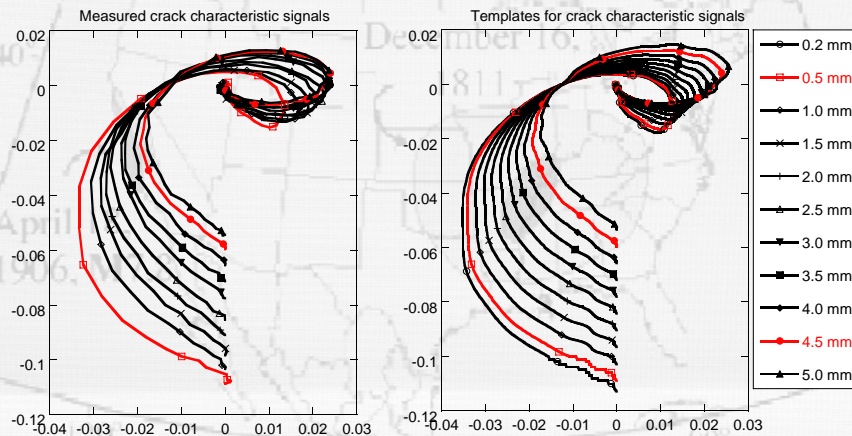 Measured crack characteristic signals
Templates for crack characteristic signals
0.02
0
-0.02
-0.04
-0.06
-0.08
-0.1
-0.12
-0.04 -0.03 -0.02 -0.01 0 0.01 0.02 0.03
0.02
0
-0.02
-0.04
-0.06
-0.08
-0.1
-0.12
-0.04 -0.03 -0.02 -0.01 0 0.01 0.02 0.03
0.2 mm
0.5 mm
1.0 mm
1.5 mm
2.0 mm
2.5 mm
3.0 mm
3.5 mm
4.0 mm
4.5 mm
5.0 mm
December 16,
1811
April
1906,